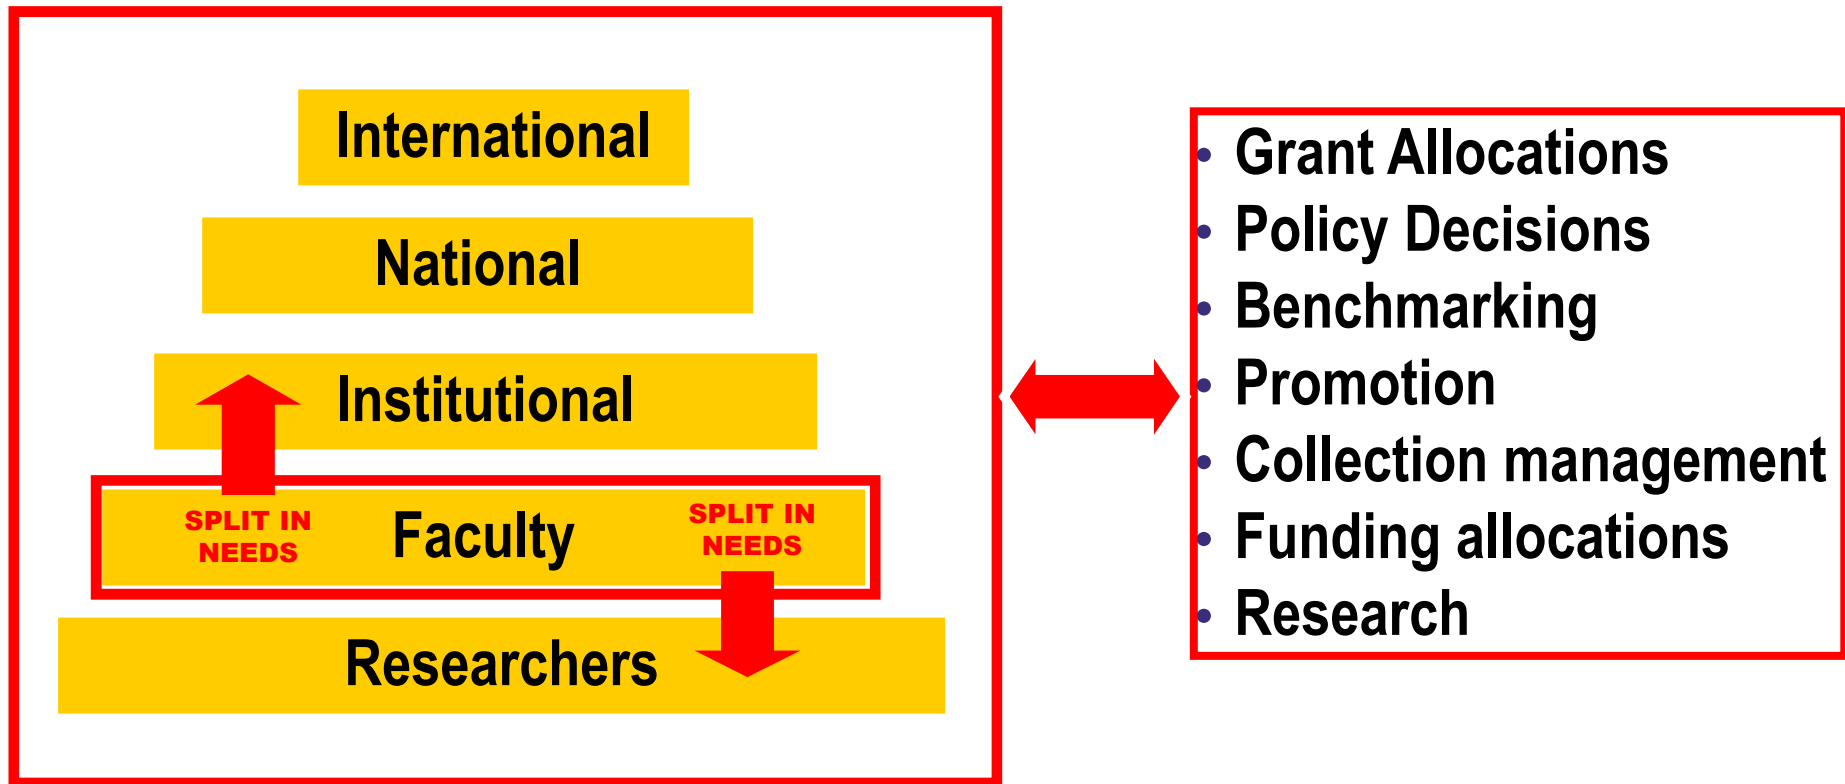 International
National
Institutional
SPLIT IN
NEEDS
Faculty
SPLIT IN
NEEDS
Researchers
• Grant Allocations
• Policy Decisions
• Benchmarking
• Promotion
• Collection management
• Funding allocations
• Research